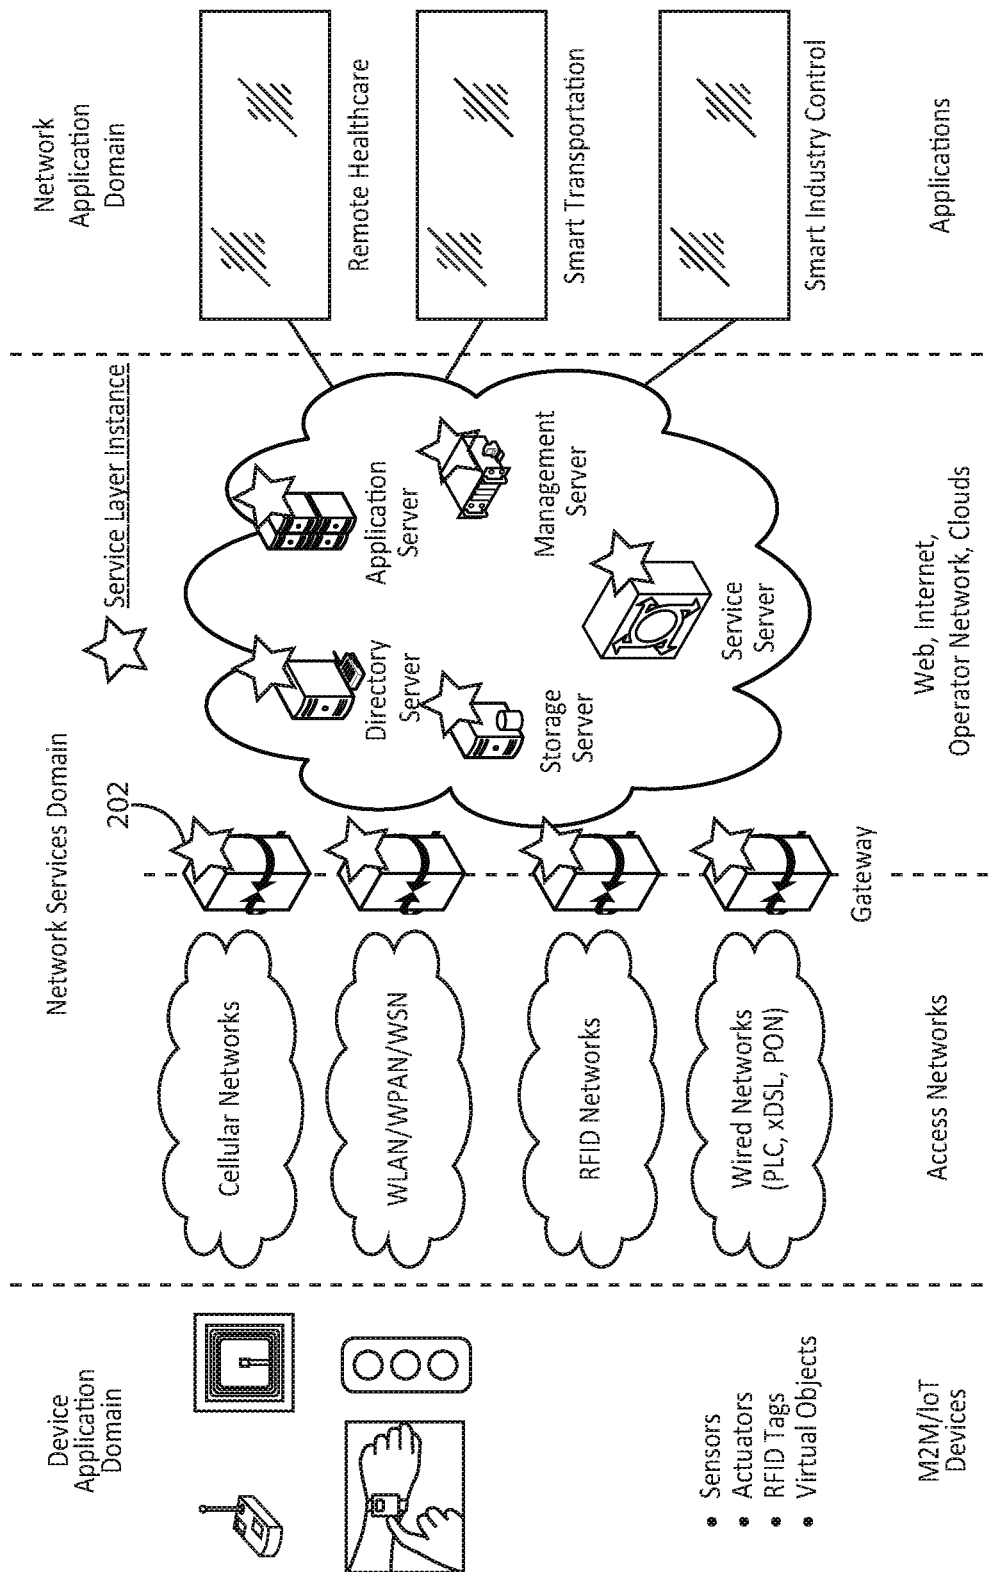 Device
Application
Domain
Network Services Domain
Network
Application
Domain
202
Service Layer Instance
Cellular Networks
WLAN/WPAN/WSN
RFID Networks
Wired Networks
(PLC, xDSL, PON)
Directory
Server
Application
Server
Storage
Server
Management
Server
Service
Server
Remote Healthcare
Smart Transportation
Smart Industry Control
• Sensors
• Actuators
• RFID Tags
• Virtual Objects
Gateway
M2M/IoT
Devices
Access Networks
Web, Internet,
Operator Network, Clouds
Applications